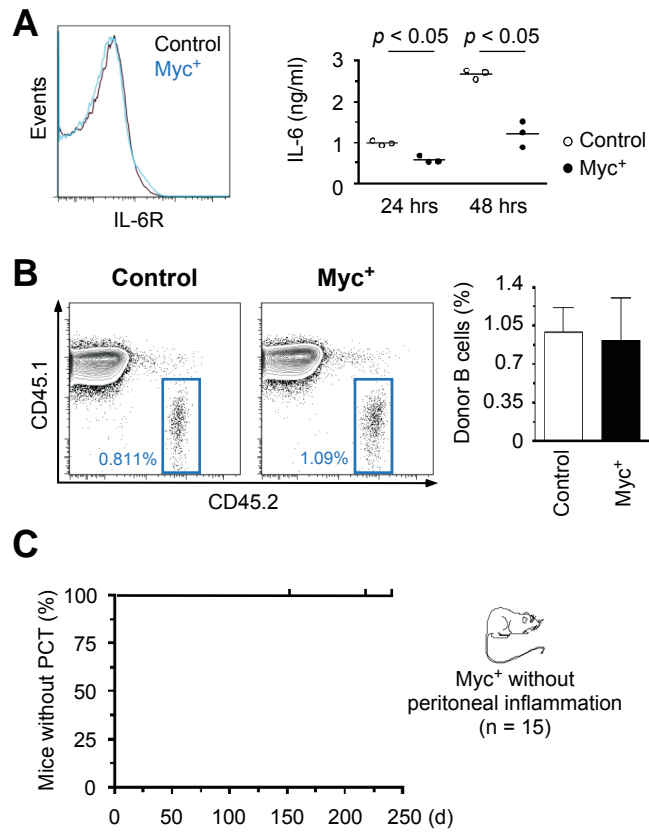 A
Control
Myc⁺
Events
IL-6R
p < 0.05 p < 0.05
IL-6 (ng/ml)
3
2
1
0
24 hrs 48 hrs
Control
Myc⁺
B
Control Myc⁺
CD45.1
0.811%
1.09%
CD45.2
Donor B cells (%)
1.4
1.05
0.7
0.35
0
Control
Myc⁺
C
Mice without PCT (%)
100
75
50
25
0
0 50 100 150 200 250 (d)
Myc⁺ without
peritoneal inflammation
(n = 15)